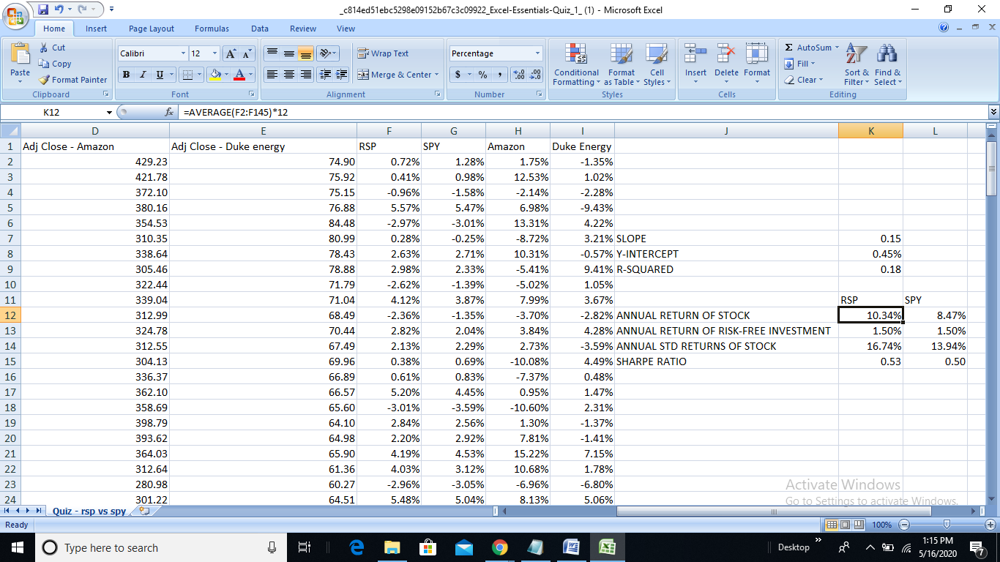 _c814ed51ebc5298e09152b67c3c09922_Excel-Essentials-Quiz_1_ (1) - Microsoft Excel
Home Insert Page Layout Formulas Data Review View
Paste
Cut
Copy
Format Painter
Clipboard
Calibri 12
B I U
Font
Wrap Text
Merge & Center
Alignment
Percentage
$ % ,
Number
Conditional Formatting
Format as Table
Cell Styles
Styles
Insert Delete Format
Cells
Σ AutoSum
Fill
Clear
Sort & Filter
Find & Select
Editing
K12 fx =AVERAGE(F2:F145)*12
D E F G H I J K L
1 Adj Close - Amazon Adj Close - Duke energy RSP SPY Amazon Duke Energy
2 429.23 74.90 0.72% 1.28% 1.75% -1.35%
3 421.78 75.92 0.41% 0.98% 12.53% 1.02%
4 372.10 75.15 -0.96% -1.58% -2.14% -2.28%
5 380.16 76.88 5.57% 5.47% 6.98% -9.43%
6 354.53 84.48 -2.97% -3.01% 13.31% 4.22%
7 310.35 80.99 0.28% -0.25% -8.72% 3.21% SLOPE 0.15
8 338.64 78.43 2.63% 2.71% 10.31% -0.57% Y-INTERCEPT 0.45%
9 305.46 78.88 2.98% 2.33% -5.41% 9.41% R-SQUARED 0.18
10 322.44 71.79 -2.62% -1.39% -5.02% 1.05%
11 339.04 71.04 4.12% 3.87% 7.99% 3.67% RSP SPY
12 312.99 68.49 -2.36% -1.35% -3.70% -2.82% ANNUAL RETURN OF STOCK 10.34% 8.47%
13 324.78 70.44 2.82% 2.04% 3.84% 4.28% ANNUAL RETURN OF RISK-FREE INVESTMENT 1.50% 1.50%
14 312.55 67.49 2.13% 2.29% 2.73% -3.59% ANNUAL STD RETURNS OF STOCK 16.74% 13.94%
15 304.13 69.96 0.38% 0.69% -10.08% 4.49% SHARPE RATIO 0.53 0.50
16 336.37 66.89 0.61% 0.83% -7.37% 0.48%
17 362.10 66.57 5.20% 4.45% 0.95% 1.47%
18 358.69 65.60 -3.01% -3.59% -10.60% 2.31%
19 398.79 64.10 2.84% 2.56% 1.30% -1.37%
20 393.62 64.98 2.20% 2.92% 7.81% -1.41%
21 364.03 65.90 4.19% 4.53% 15.22% 7.15%
22 312.64 61.36 4.03% 3.12% 10.68% 1.78%
23 280.98 60.27 -2.96% -3.05% -6.96% -6.80%
24 301.22 64.51 5.48% 5.04% 8.13% 5.06%
Activate Windows
Go to Settings to activate Windows.
Quiz - rsp vs spy
Ready 100%
Type here to search
Desktop
1:15 PM
5/16/2020
7